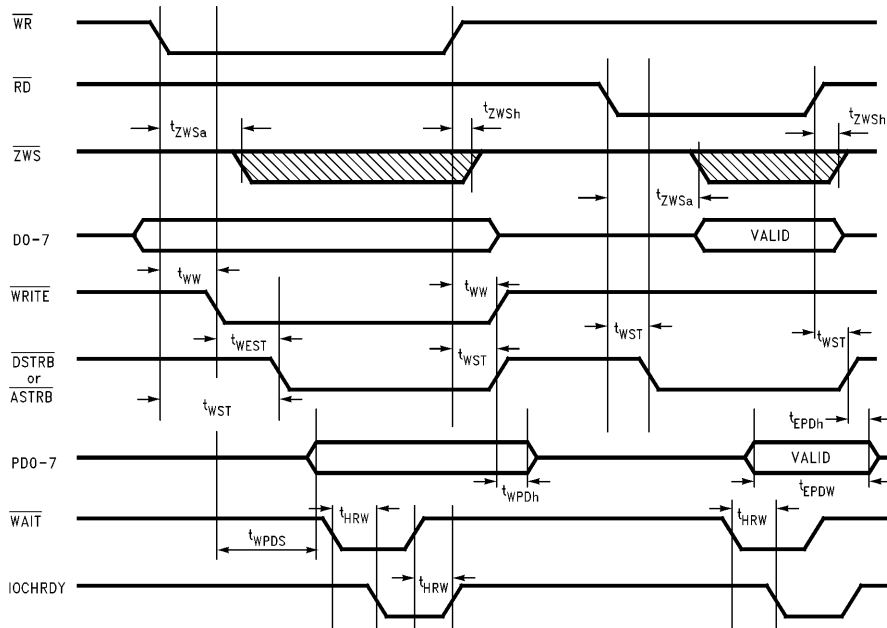 WR
RD
tZWSh
tZWSa
tZWSh
ZWS
tZWSa
D0-7
VALID
tWW
tWW
WRITE
tWEST
tWST
tWST
tWST
DSTRB
or
ASTRB
tWST
tEPDh
PD0-7
VALID
tWPDh
tEPDW
WAIT
tHRW
tHRW
tWPDS
tHRW
IOCHRDY